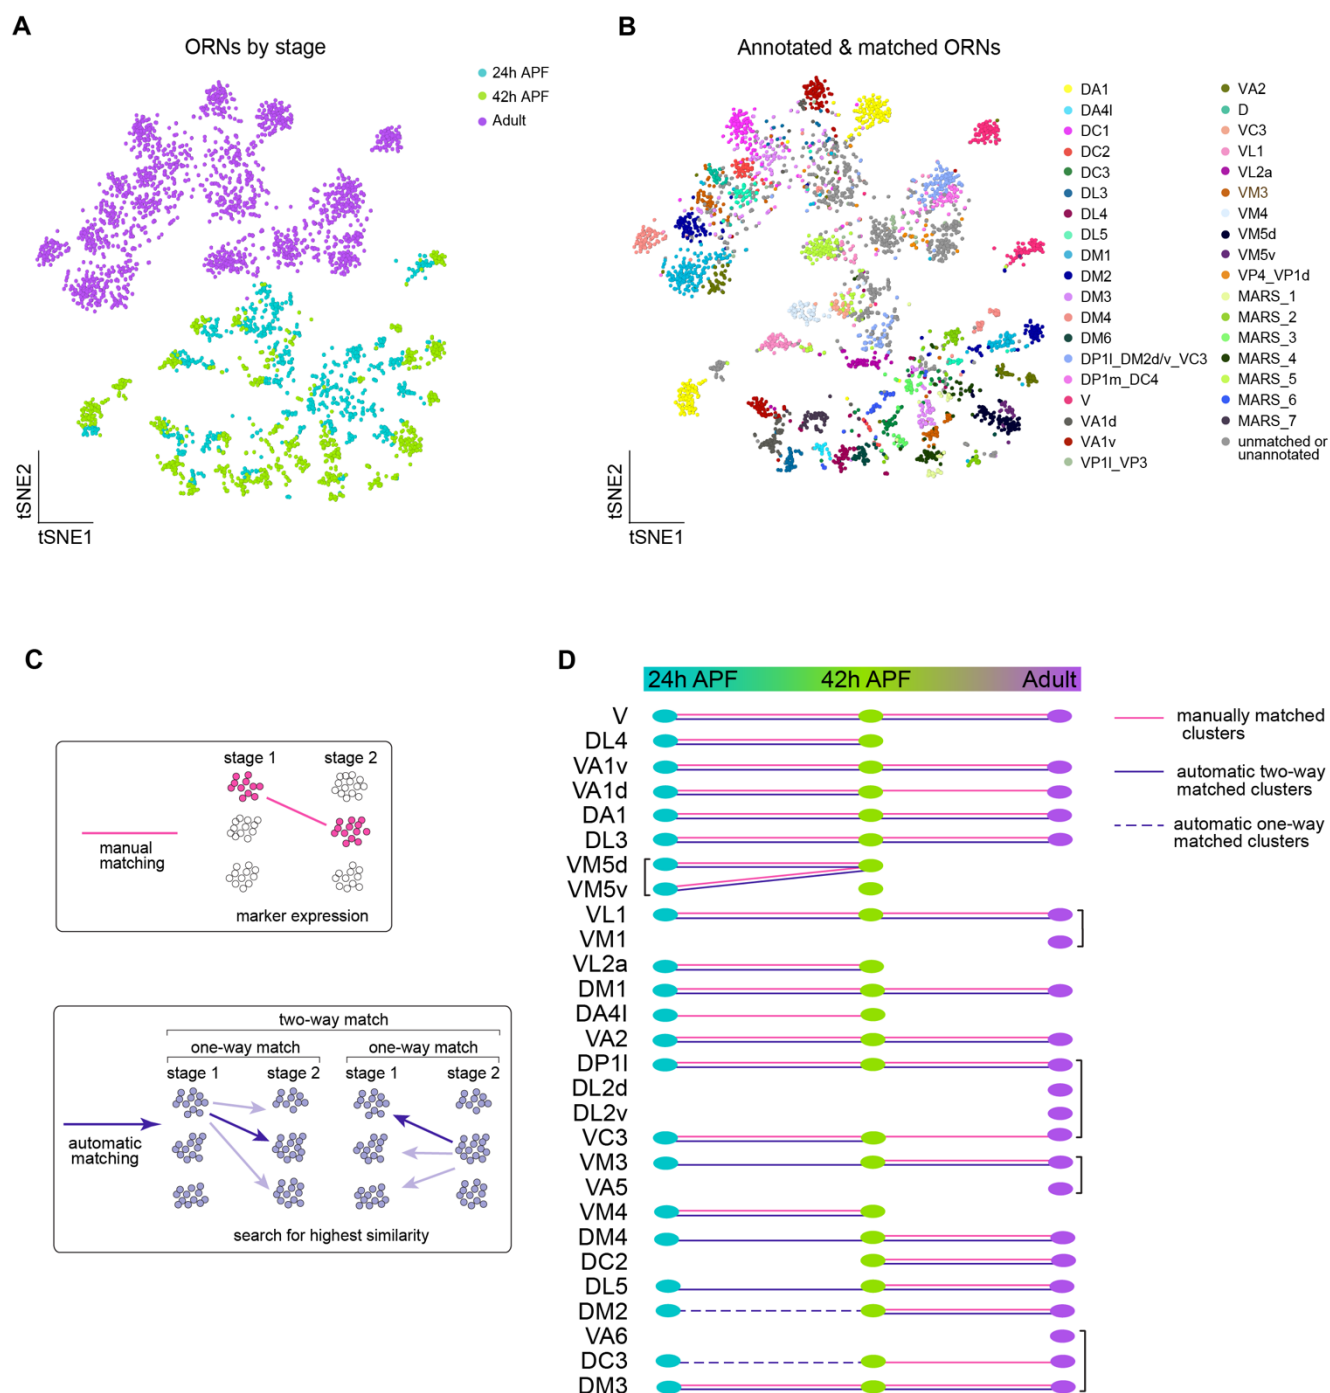 A
ORNs by stage
24h APF
42h APF
Adult
tSNE2
tSNE1
B
Annotated & matched ORNs
DA1
DA4l
DC1
DC2
DC3
DL3
DL4
DL5
DM1
DM2
DM3
DM4
DM6
DP1l_DM2d/v_VC3
DP1m_DC4
V
VA1d
VA1v
VP1l_VP3
VA2
D
VC3
VL1
VL2a
VM3
VM4
VM5d
VM5v
VP4_VP1d
MARS_1
MARS_2
MARS_3
MARS_4
MARS_5
MARS_6
MARS_7
unmatched or
unannotated
tSNE2
tSNE1
C
stage 1 stage 2
manual
matching
marker expression
two-way match
one-way match one-way match
stage 1 stage 2 stage 1 stage 2
automatic
matching
search for highest similarity
D
24h APF 42h APF Adult
V
DL4
VA1v
VA1d
DA1
DL3
VM5d
VM5v
VL1
VM1
VL2a
DM1
DA4l
VA2
DP1l
DL2d
DL2v
VC3
VM3
VA5
VM4
DM4
DC2
DL5
DM2
VA6
DC3
DM3
manually matched
clusters
automatic two-way
matched clusters
automatic one-way
matched clusters